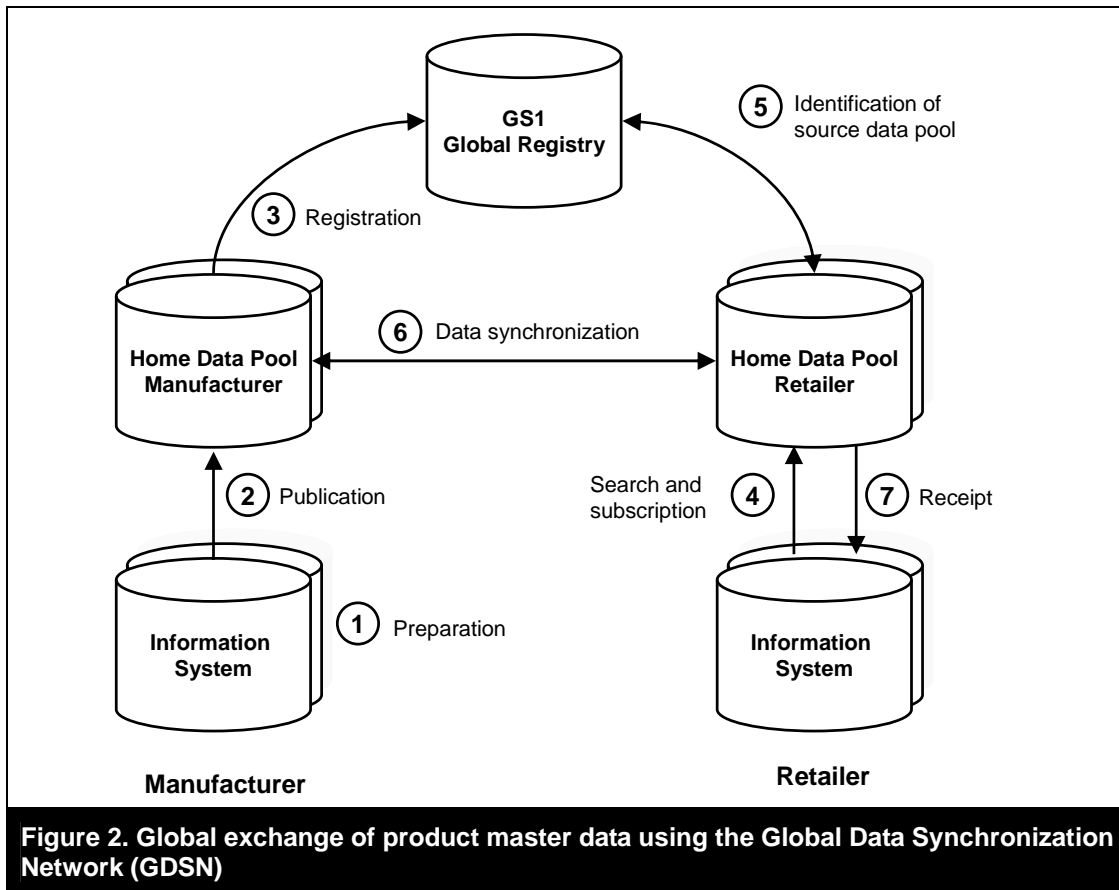 GS1
Global Registry
5 Identification of
source data pool
3 Registration
6 Data synchronization
Home Data Pool
Manufacturer
Home Data Pool
Retailer
2 Publication
Search and
subscription
4
7 Receipt
1 Preparation
Information
System
Information
System
Manufacturer
Retailer
Figure 2. Global exchange of product master data using the Global Data Synchronization
Network (GDSN)